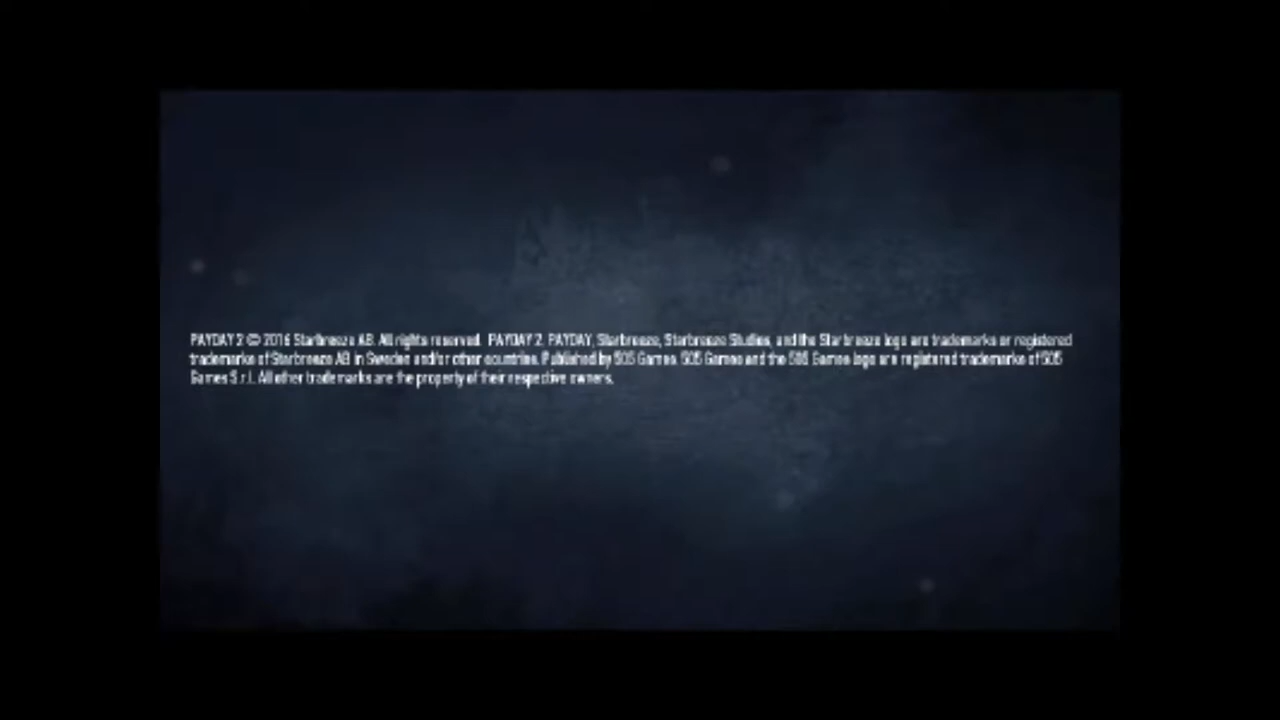 PAYDAY 2 © 2016 Starbreeze AB. All rights reserved. PAYDAY 2, PAYDAY, Starbreeze, Starbreeze Studios, and the Starbreeze logo are trademarks or registered
trademarks of Starbreeze AB in Sweden and/or other countries. Published by 505 Games. 505 Games and the 505 Games logo are registered trademarks of 505
Games S.r.l. All other trademarks are the property of their respective owners.